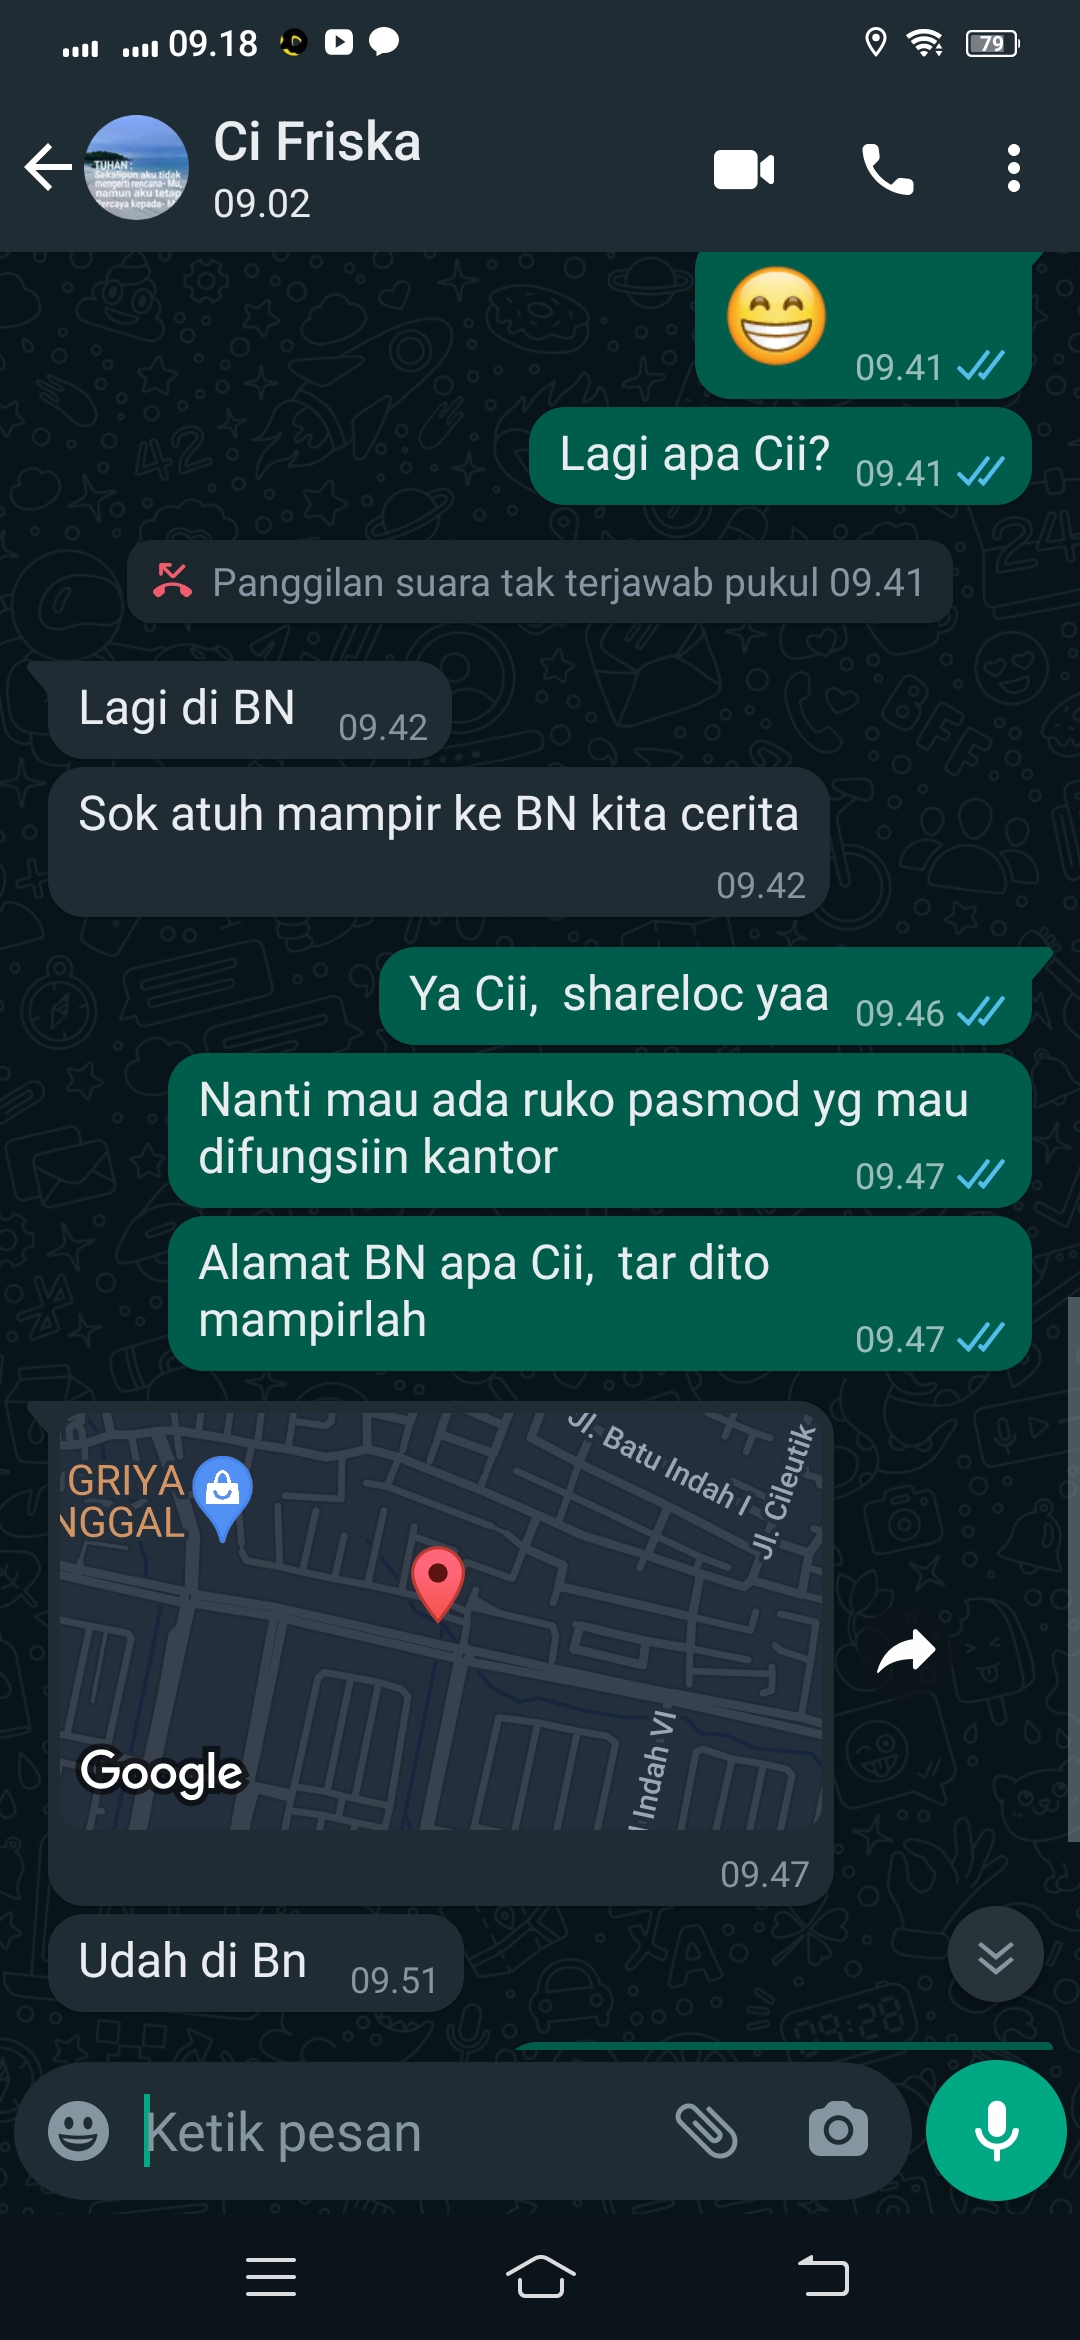 09.18
79
Ci Friska
09.02
TUHAN :
Sekalipun aku tidak
mengerti rencana- Mu,
namun aku tetap
Percaya kepada- M
09.41
Lagi apa Cii? 09.41
Panggilan suara tak terjawab pukul 09.41
Lagi di BN 09.42
Sok atuh mampir ke BN kita cerita
09.42
Ya Cii, shareloc yaa 09.46
Nanti mau ada ruko pasmod yg mau
difungsiin kantor 09.47
Alamat BN apa Cii, tar dito
mampirlah 09.47
Jl. Batu Indah I
Jl. Cileutik
GRIYA
NGGAL
Indah VI
Google
09.47
Udah di Bn 09.51
Ketik pesan